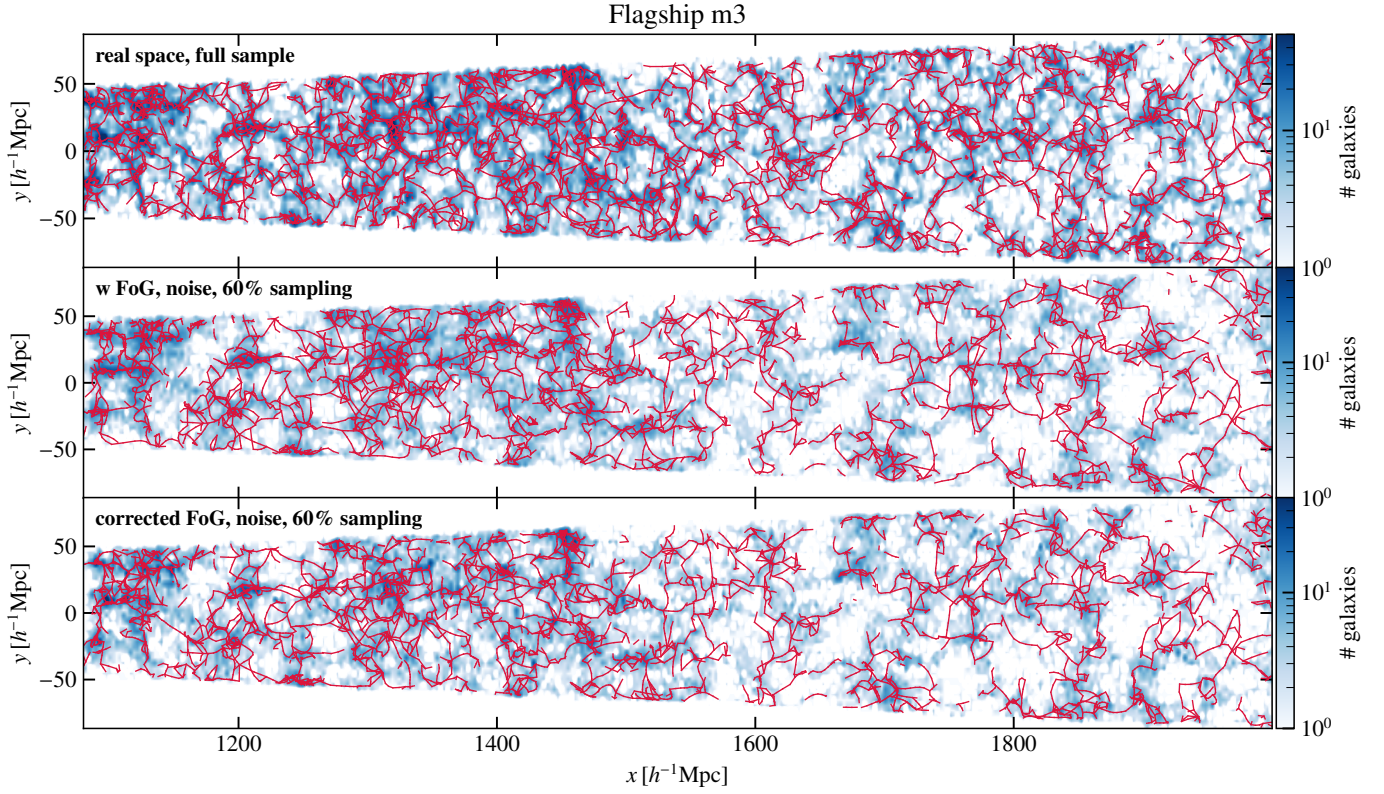 Flagship m3
real space, full sample
50
0
−50
y [h⁻¹Mpc]
10¹
10⁰
# galaxies
w FoG, noise, 60% sampling
50
0
−50
y [h⁻¹Mpc]
10¹
10⁰
# galaxies
corrected FoG, noise, 60% sampling
50
0
−50
y [h⁻¹Mpc]
10¹
10⁰
# galaxies
1200 1400 1600 1800
x [h⁻¹Mpc]